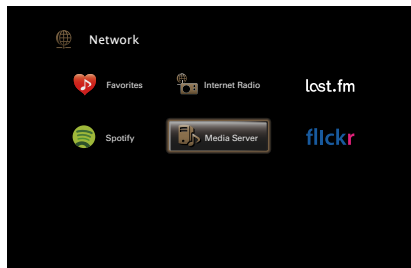 Network
Favorites
Internet Radio
last.fm
Spotify
Media Server
flickr